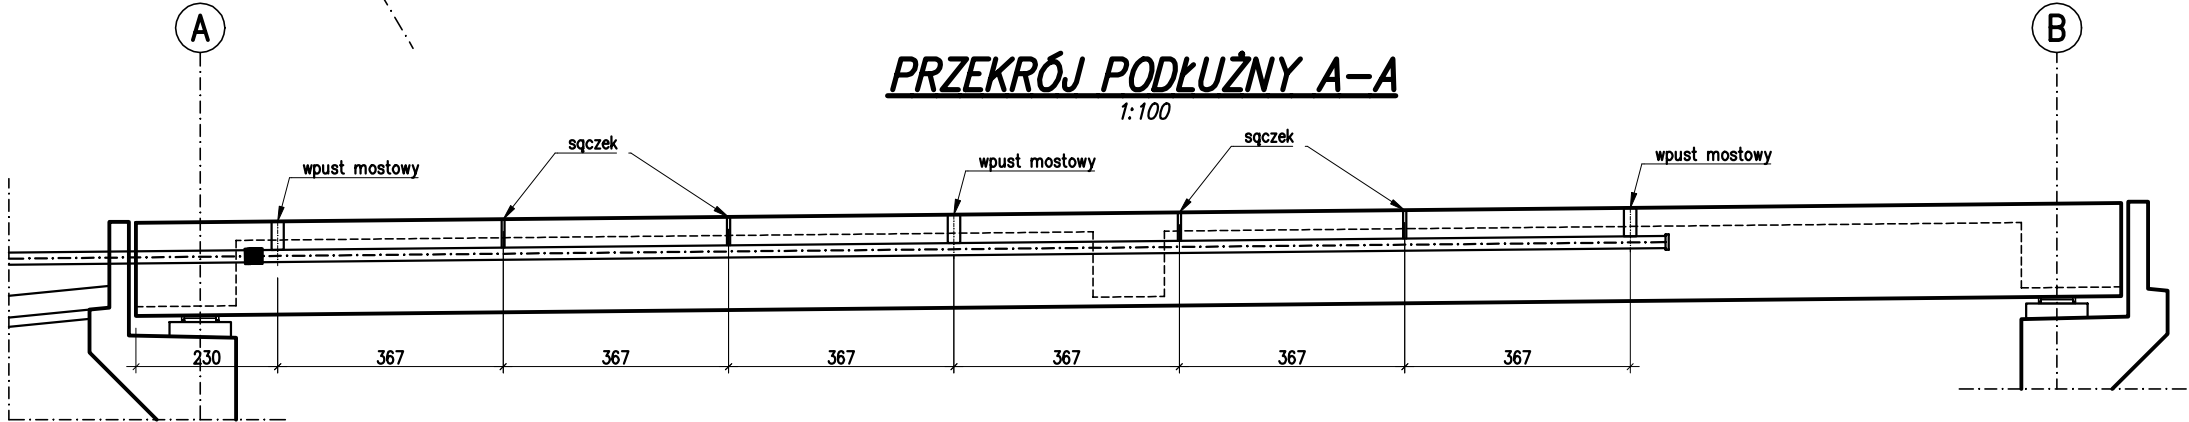 A
B
PRZEKRÓJ PODŁUŻNY A-A
1:100
sączek
sączek
wpust mostowy
wpust mostowy
wpust mostowy
230 367 367 367 367 367 367